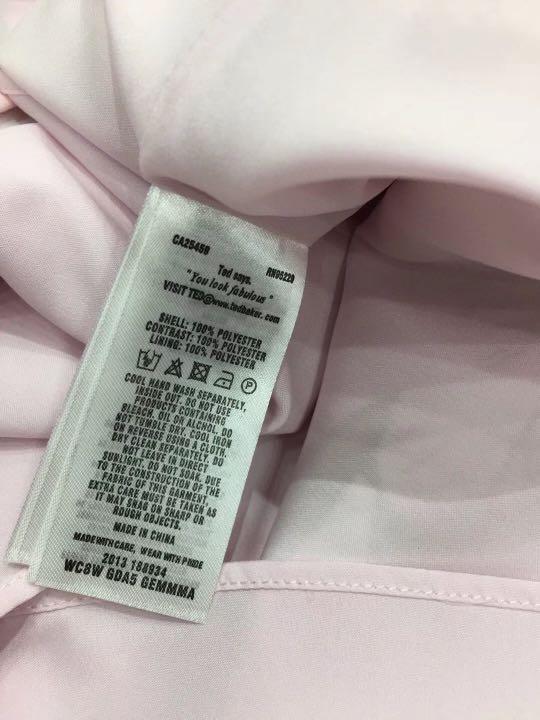 CA25450 RN95220
Ted says.
"You look fabulous"
VISIT TED@www.tedbaker.com
SHELL: 100% POLYESTER
CONTRAST: 100% POLYESTER
LINING: 100% POLYESTER
P
COOL HAND WASH SEPARATELY,
INSIDE OUT. DO NOT USE
PRODUCTS CONTAINING
BLEACH, OIL OR ALCHOL. DO
NOT TUMBLE DRY. COOL IRON
ON REVERSE USING A CLOTH.
DRY CLEAN SEPARATELY. DO
NOT LEAVE IN DIRECT
SUNLIGHT. DO NOT SOAK. DUE
TO THE CONSTRUCTION OF THE
FABRIC OF THIS GARMENT,
EXTRA CARE MUST BE TAKEN AS
IT MAY SNAG ON SHARP OR
ROUGH OBJECTS.
MADE IN CHINA
MADE WITH CARE, WEAR WITH PRIDE
2013 188934
WC8W GDA5 GEMMMA